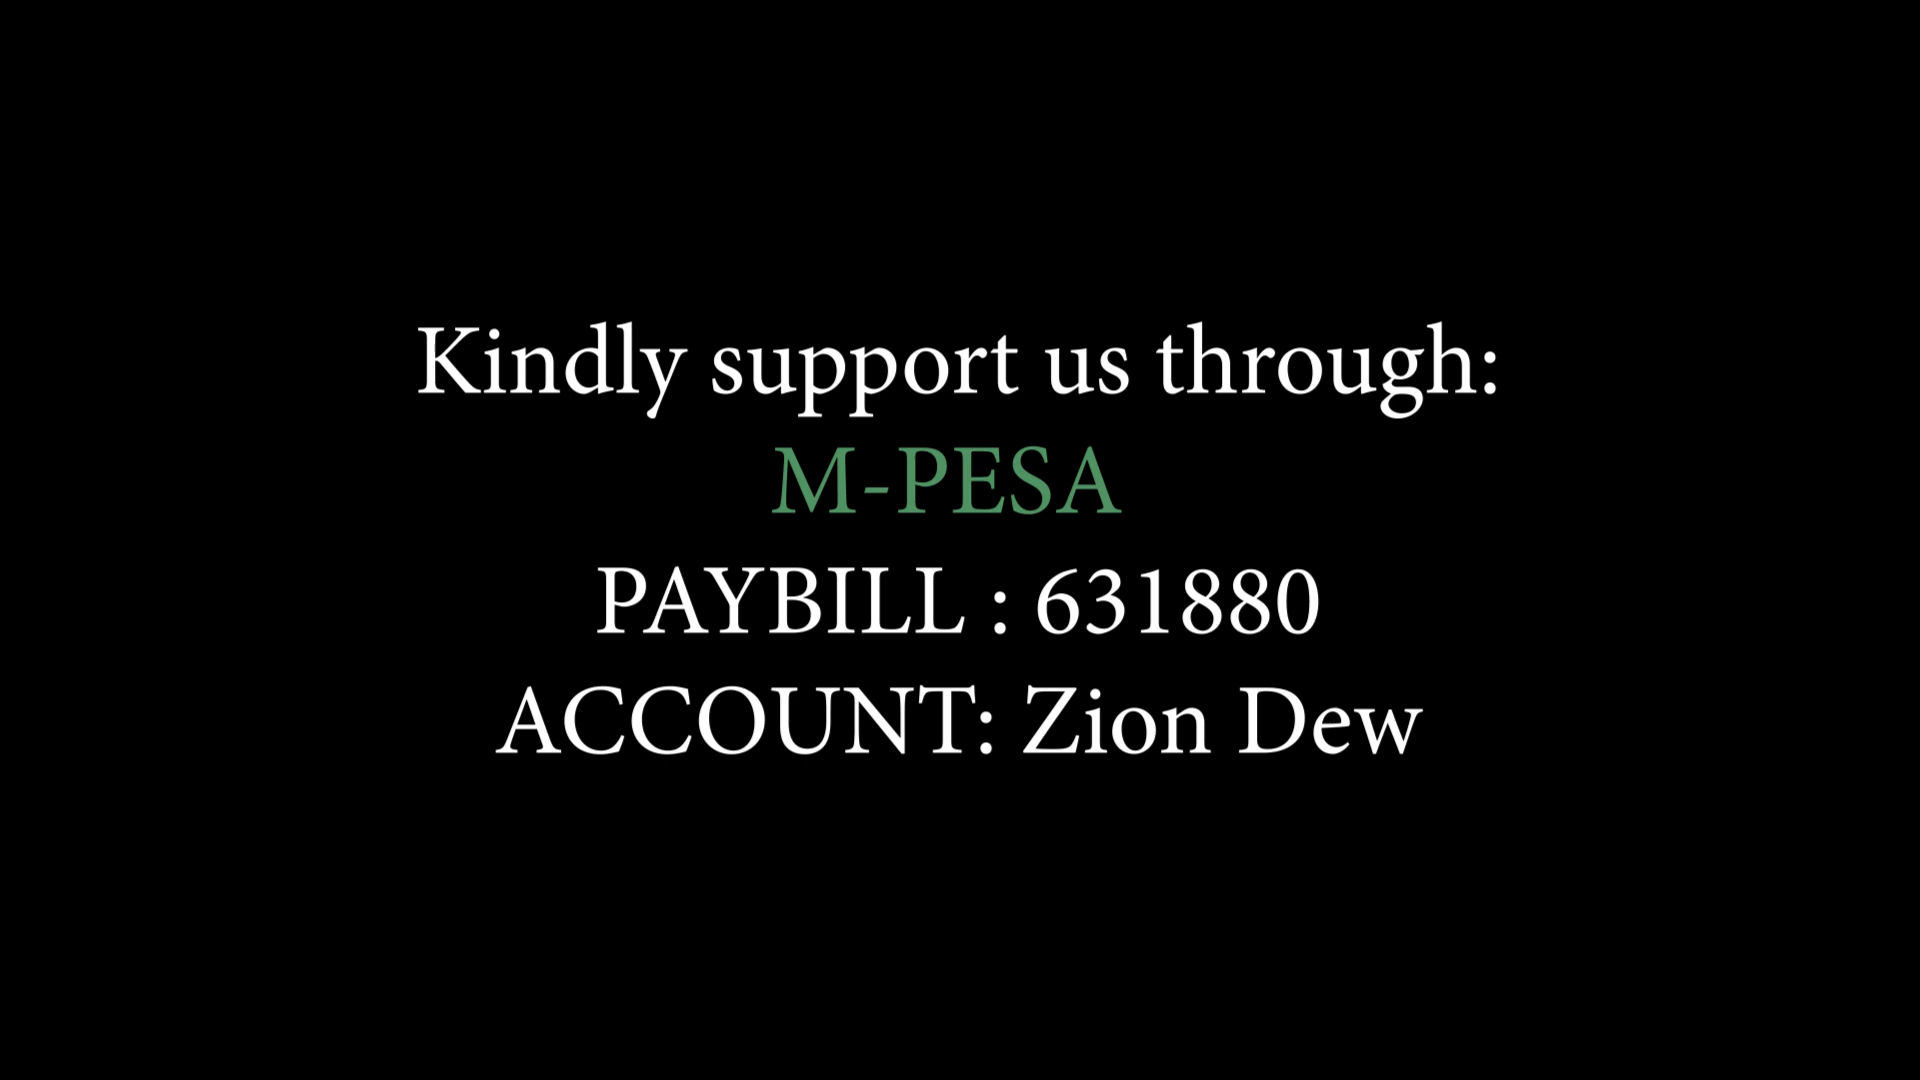 Kindly support us through:
M-PESA
PAYBILL : 631880
ACCOUNT: Zion Dew